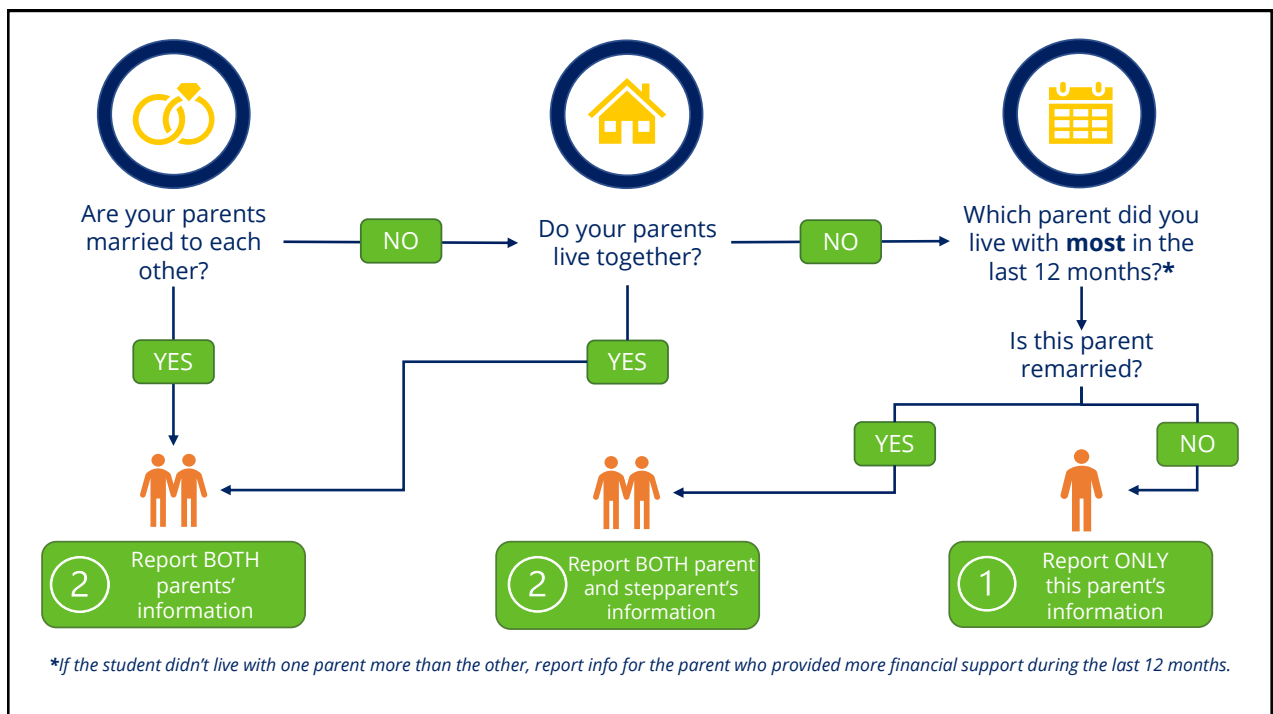 Are your parents
married to each
other?
NO
Do your parents
live together?
NO
Which parent did you
live with most in the
last 12 months?*
YES
YES
Is this parent
remarried?
YES
NO
2
Report BOTH
parents’
information
2
Report BOTH parent
and stepparent’s
information
1
Report ONLY
this parent’s
information
*If the student didn’t live with one parent more than the other, report info for the parent who provided more financial support during the last 12 months.